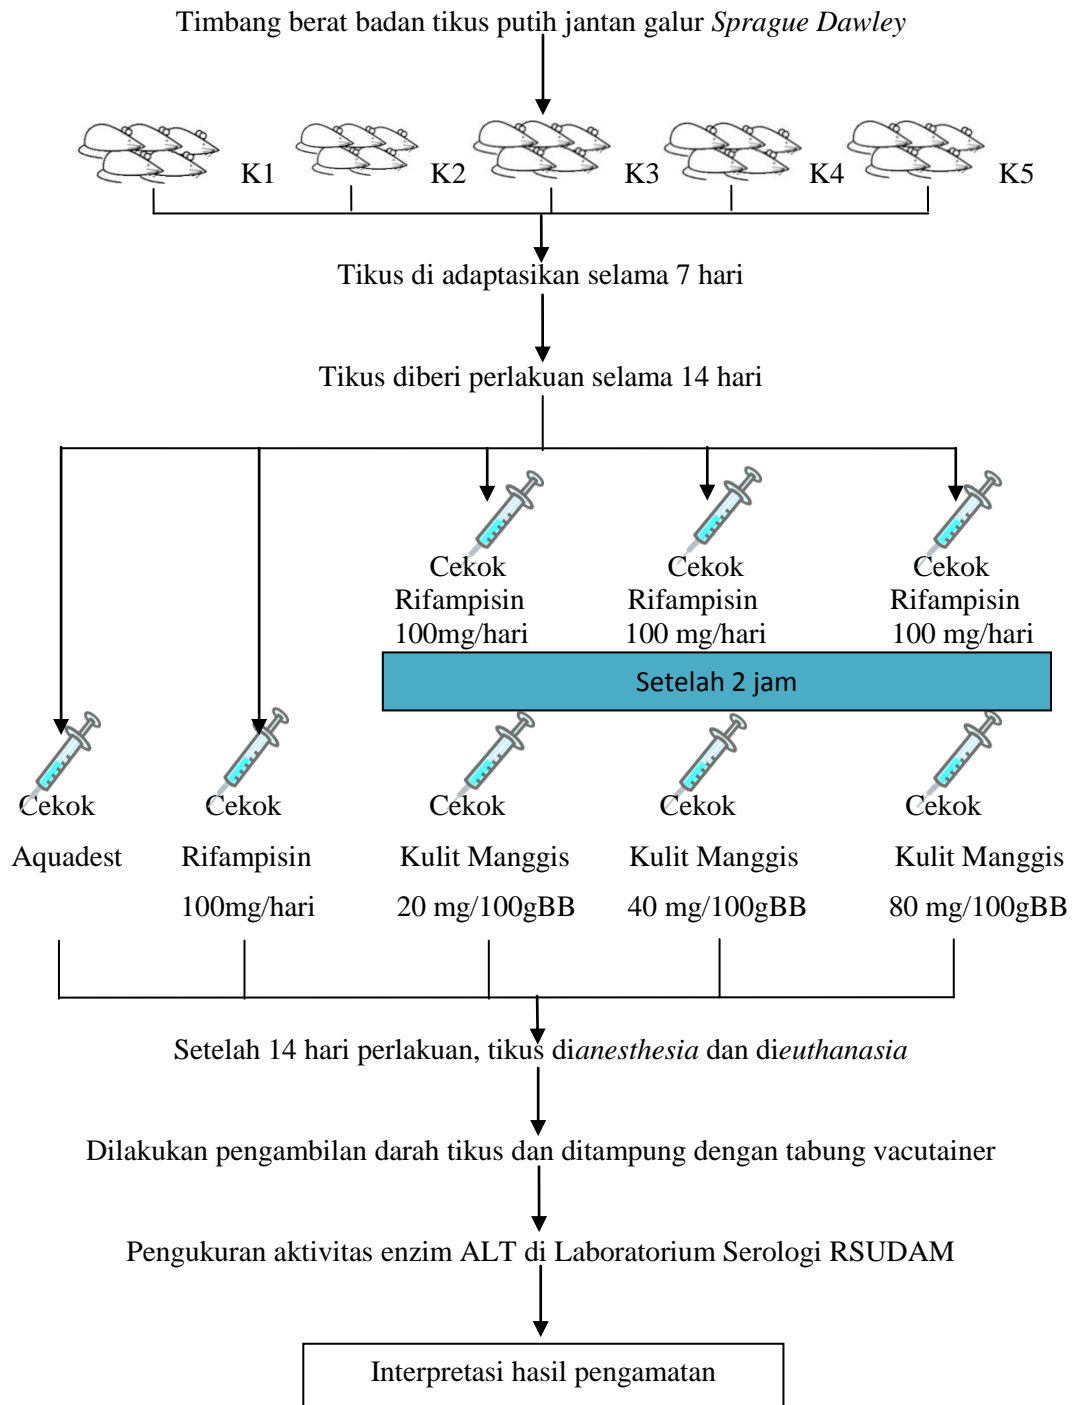 Timbang berat badan tikus putih jantan galur Sprague Dawley
K1 K2 K3 K4 K5
Tikus di adaptasikan selama 7 hari
Tikus diberi perlakuan selama 14 hari
Cekok Cekok Cekok
Rifampisin Rifampisin Rifampisin
100mg/hari 100 mg/hari 100 mg/hari
Setelah 2 jam
Cekok Cekok Cekok Cekok Cekok
Aquadest Rifampisin Kulit Manggis Kulit Manggis Kulit Manggis
100mg/hari 20 mg/100gBB 40 mg/100gBB 80 mg/100gBB
Setelah 14 hari perlakuan, tikus dianesthesia dan dieuthanasia
Dilakukan pengambilan darah tikus dan ditampung dengan tabung vacutainer
Pengukuran aktivitas enzim ALT di Laboratorium Serologi RSUDAM
Interpretasi hasil pengamatan